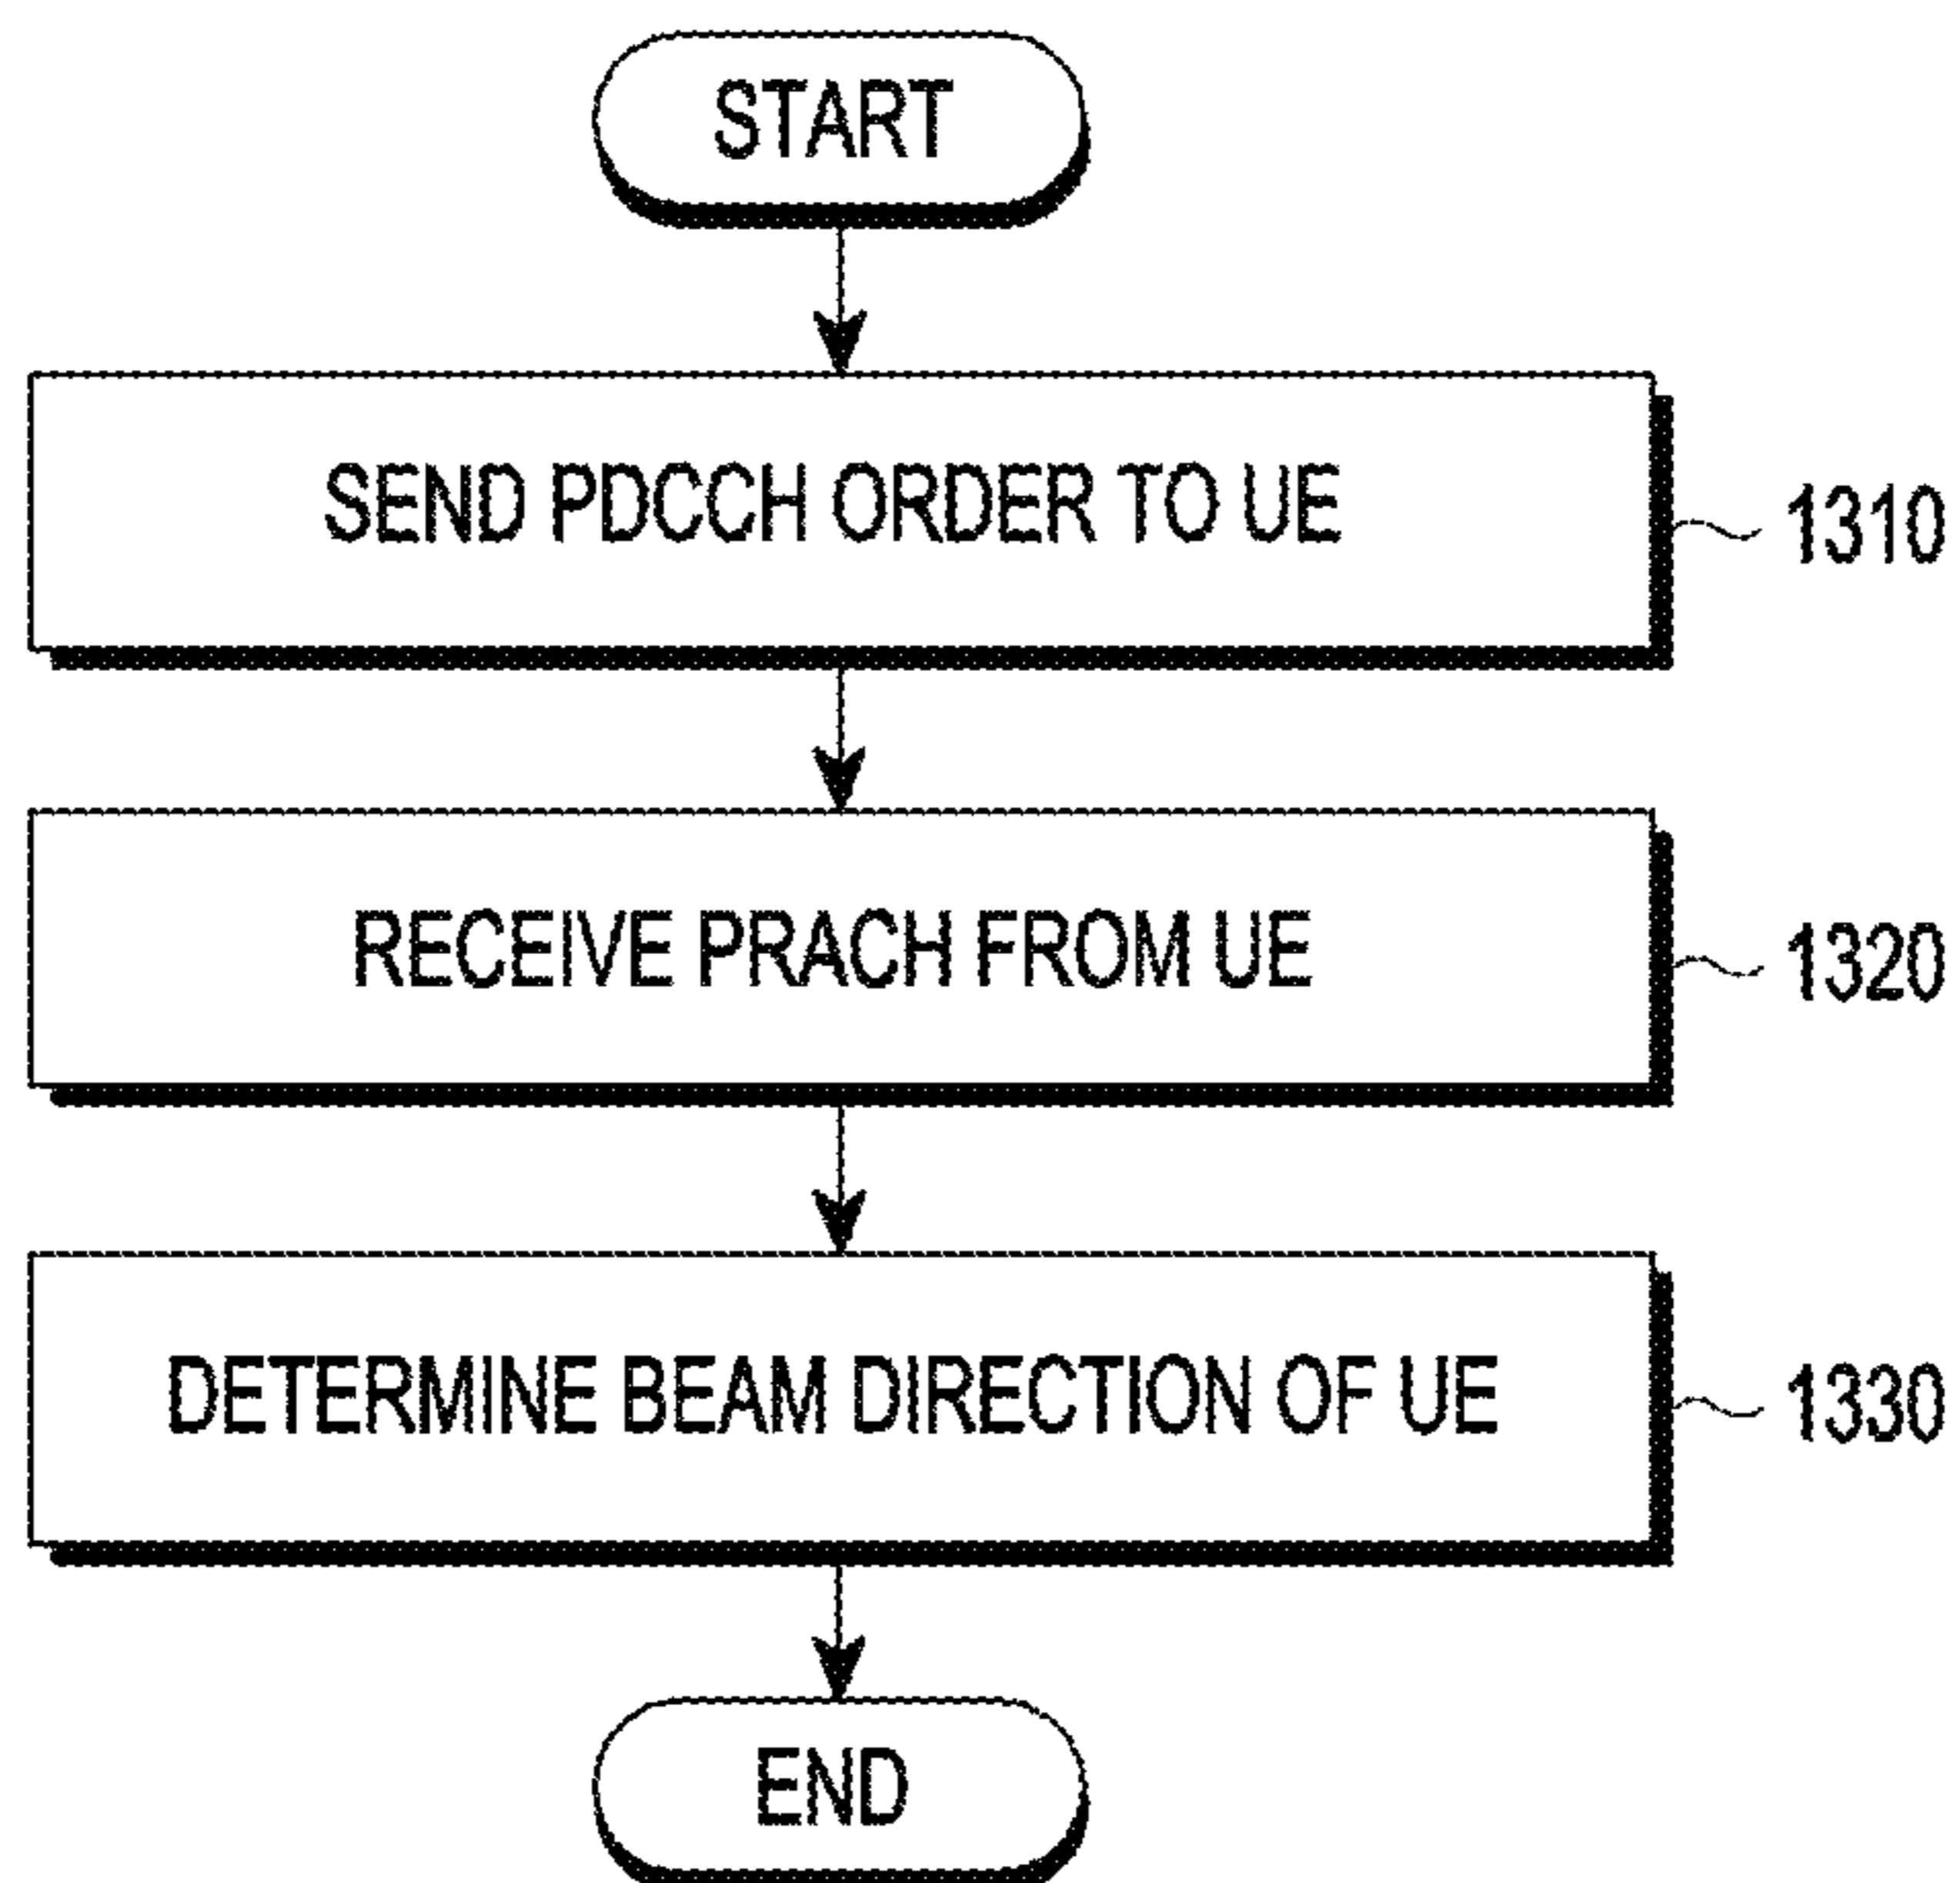 START
SEND PDCCH ORDER TO UE
1310
RECEIVE PRACH FROM UE
1320
DETERMINE BEAM DIRECTION OF UE
1330
END